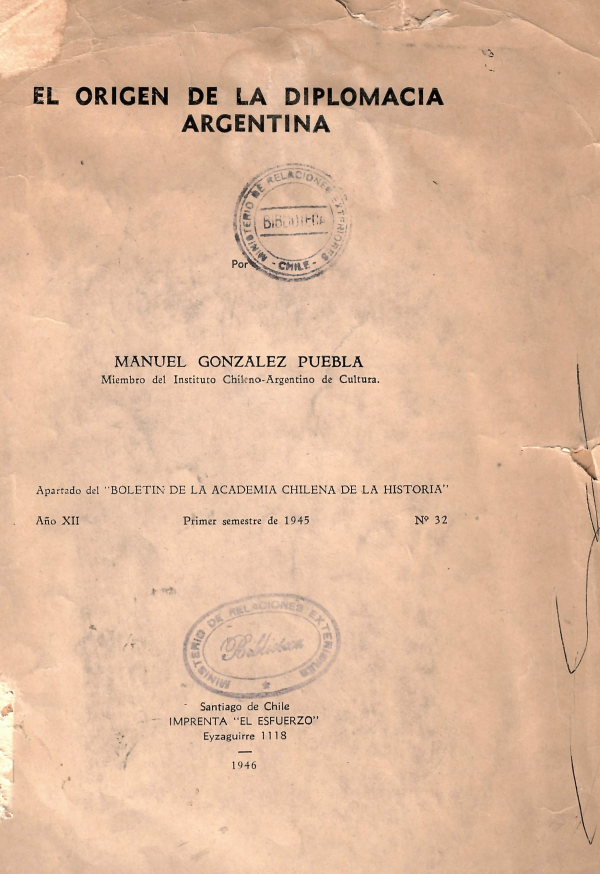 EL ORIGEN DE LA DIPLOMACIA
ARGENTINA
MINISTERIO DE RELACIONES EXTERIORES
BIBLIOTECA
- CHILE -
Por
MANUEL GONZALEZ PUEBLA
Miembro del Instituto Chileno-Argentino de Cultura.
Apartado del "BOLETIN DE LA ACADEMIA CHILENA DE LA HISTORIA"
Año XII Primer semestre de 1945 Nº 32
MINISTERIO DE RELACIONES EXTERIORES
Biblioteca
Santiago de Chile
IMPRENTA "EL ESFUERZO"
Eyzaguirre 1118
—
1946